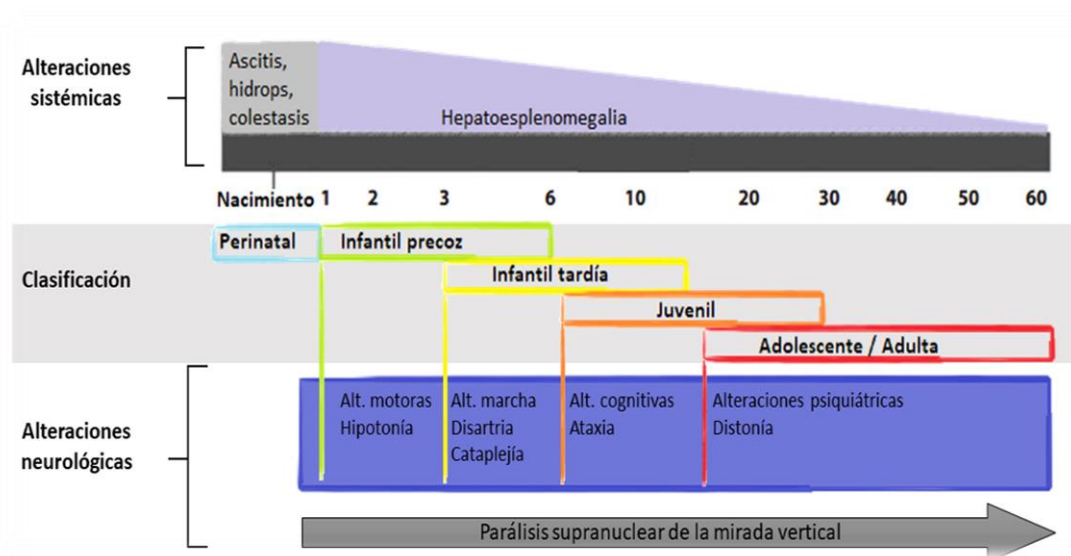 Alteraciones
sistémicas
Ascitis,
hidrops,
colestasis
Hepatoesplenomegalia
Nacimiento 1 2 3 6 10 20 30 40 50 60
Clasificación
Perinatal
Infantil precoz
Infantil tardía
Juvenil
Adolescente / Adulta
Alteraciones
neurológicas
Alt. motoras
Hipotonía
Alt. marcha
Disartria
Cataplejía
Alt. cognitivas
Ataxia
Alteraciones psiquiátricas
Distonía
Parálisis supranuclear de la mirada vertical